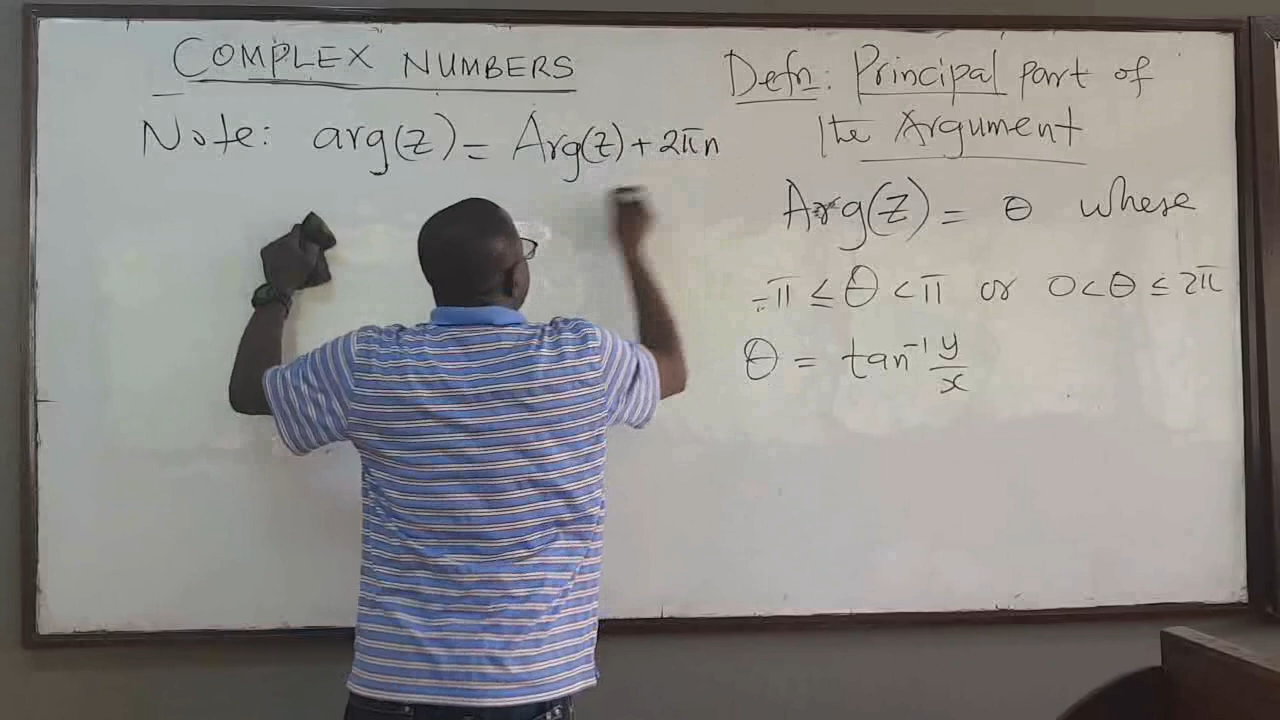 COMPLEX NUMBERS
Note: arg(z) = Arg(z) + 2πn
Defn: Principal part of
the Argument
Arg(z) = θ where
-π ≤ θ < π or 0 < θ ≤ 2π
θ = tan⁻¹ y/x